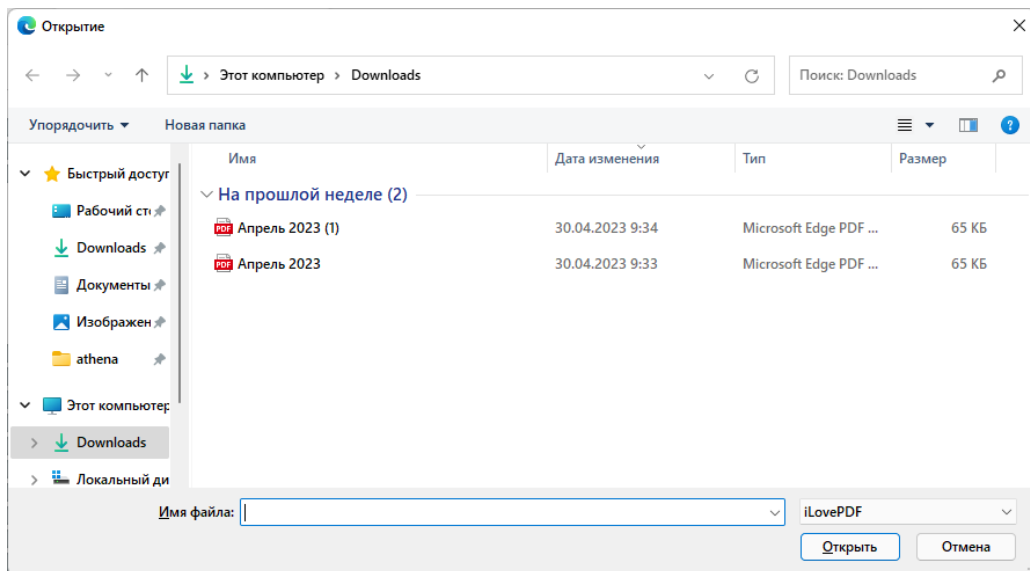 Открытие
Этот компьютер > Downloads
Поиск: Downloads
Упорядочить Новая папка
Имя Дата изменения Тип Размер
Быстрый доступ
Рабочий сто
Downloads
Документы
Изображен
athena
Этот компьютер
Downloads
Локальный ди
На прошлой неделе (2)
PDF Апрель 2023 (1) 30.04.2023 9:34 Microsoft Edge PDF ... 65 КБ
PDF Апрель 2023 30.04.2023 9:33 Microsoft Edge PDF ... 65 КБ
Имя файла: iLovePDF
Открыть Отмена